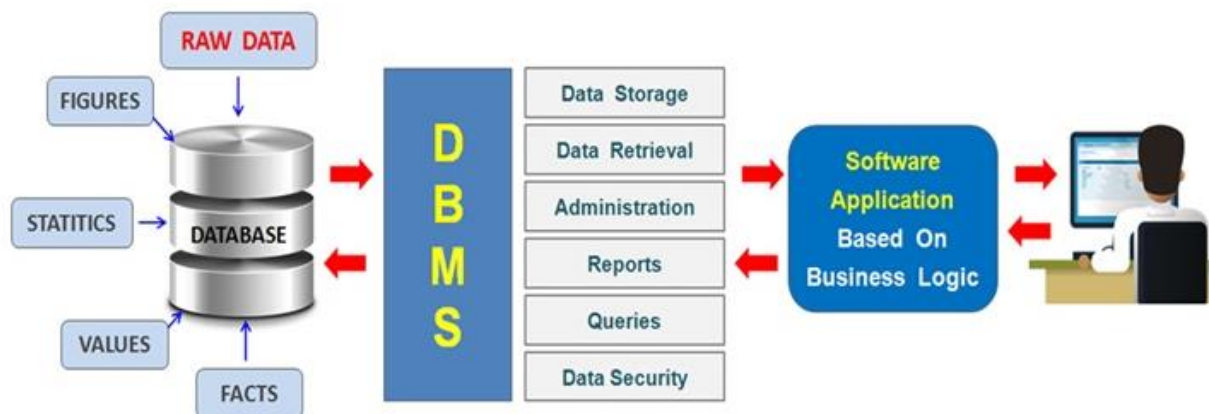 RAW DATA
FIGURES
STATITICS
DATABASE
VALUES
FACTS
D
B
M
S
Data Storage
Data Retrieval
Administration
Reports
Queries
Data Security
Software
Application
Based On
Business Logic